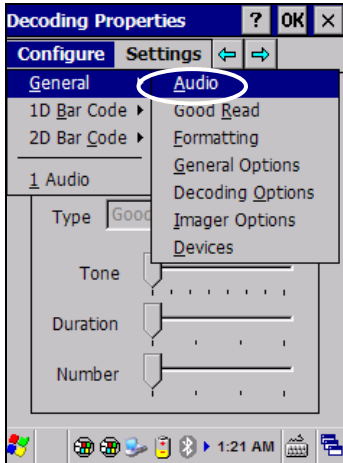 Decoding Properties ? OK ×
Configure Settings
General Audio
1D Bar Code Good Read
2D Bar Code Formatting
General Options
1 Audio Decoding Options
Type Good Imager Options
Devices
Tone
Duration
Number
1:21 AM